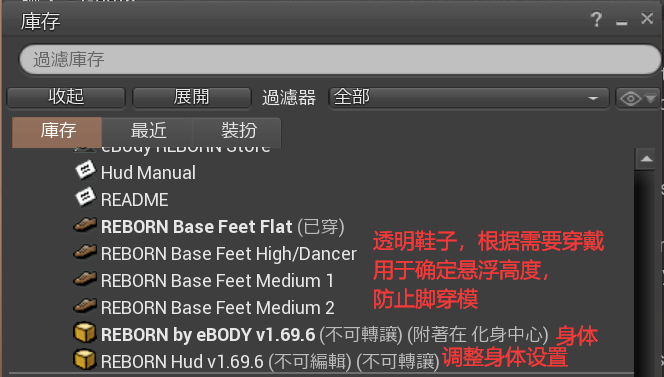 庫存
? _ ×
過濾庫存
收起 展開 過濾器 全部
庫存 最近 裝扮
eBody REBORN Store
Hud Manual
README
REBORN Base Feet Flat (已穿)
REBORN Base Feet High/Dancer
REBORN Base Feet Medium 1
REBORN Base Feet Medium 2
透明鞋子，根据需要穿戴
用于确定悬浮高度，
防止脚穿模
REBORN by eBODY v1.69.6 (不可轉讓) (附著在 化身中心) 身体
REBORN Hud v1.69.6 (不可編輯) (不可轉讓) 调整身体设置